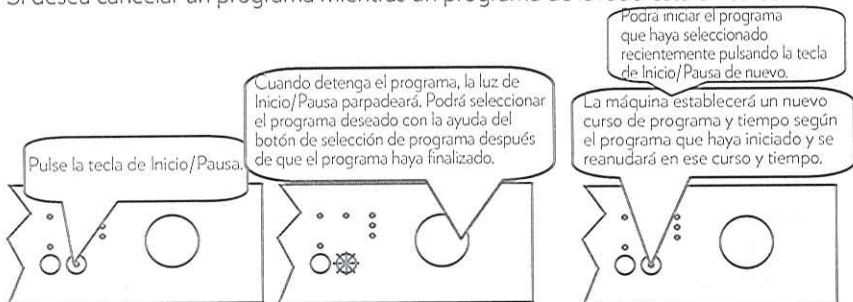 Si desea cancelar un programa mientras un programa de lavado está
Pulse la tecla de Inicio/Pausa.
Cuando detenga el programa, la luz de
Inicio/Pausa parpadeará. Podrá seleccionar
el programa deseado con la ayuda del
botón de selección de programa después
de que el programa haya finalizado.
Podrá iniciar el programa
que haya seleccionado
recientemente pulsando la tecla
de Inicio/Pausa de nuevo.
La máquina establecerá un nuevo
curso de programa y tiempo según
el programa que haya iniciado y se
reanudará en ese curso y tiempo.